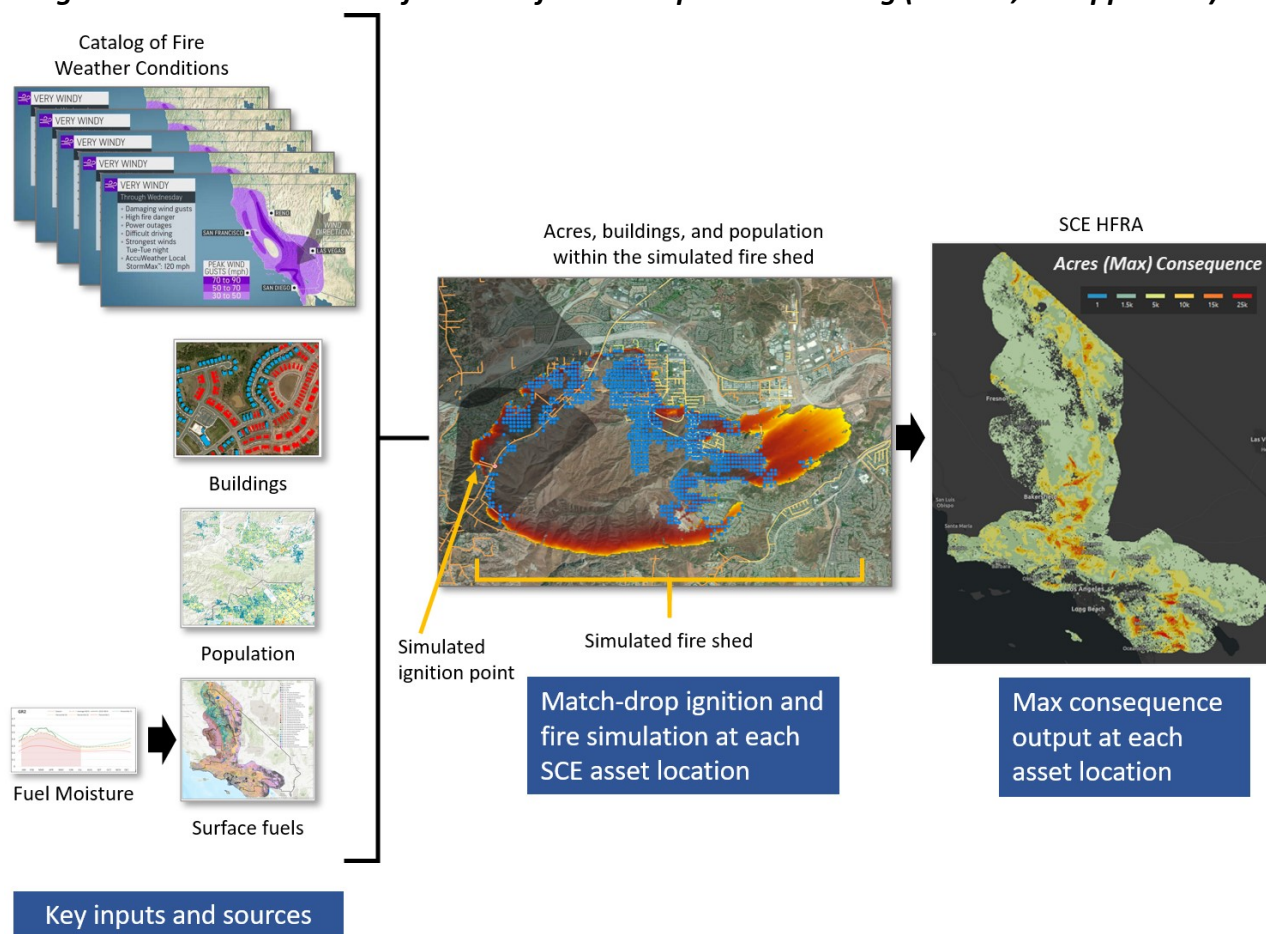 Catalog of Fire
Weather Conditions
VERY WINDY
VERY WINDY
VERY WINDY
VERY WINDY
VERY WINDY
Through Wednesday
• Damaging wind gusts
• High fire danger
• Power outages
• Difficult driving
• Strongest winds
Tue-Tue night
• AccuWeather Local
StormMax™: 120 mph
RENO
SAN FRANCISCO
WIND
DIRECTION
LAS VEGAS
SAN DIEGO
PEAK WIND
GUSTS (mph)
70 to 90
50 to 70
30 to 50
Buildings
Population
Fuel Moisture
Surface fuels
Key inputs and sources
Acres, buildings, and population
within the simulated fire shed
Simulated
ignition point
Simulated fire shed
Match-drop ignition and
fire simulation at each
SCE asset location
SCE HFRA
Acres (Max) Consequence
1 1.5k 5k 10k 15k 25k
Fresno
Las V
Bakersfield
San Luis
Obispo
Santa Maria
Los Angeles
Long Beach
Max consequence
output at each
asset location